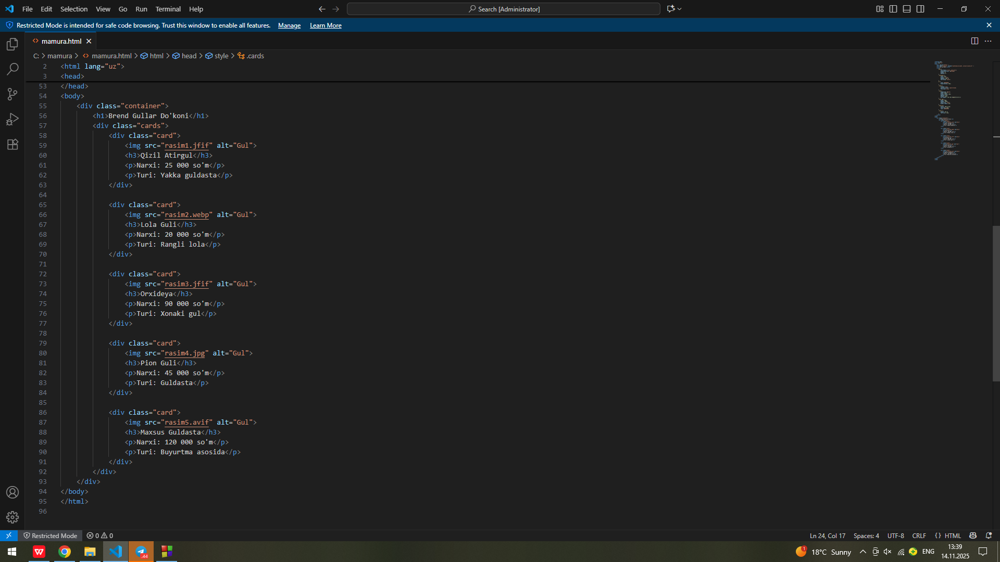 File Edit Selection View Go Run Terminal Help
Search [Administrator]
Restricted Mode is intended for safe code browsing. Trust this window to enable all features. Manage Learn More
mamura.html
C: > mamura > mamura.html > html > head > style > .cards
2 <html lang="uz">
3 <head>
53 </head>
54 <body>
55 <div class="container">
56 <h1>Brend Gullar Do'koni</h1>
57 <div class="cards">
58 <div class="card">
59 <img src="rasim1.jfif" alt="Gul">
60 <h3>Qizil Atirgul</h3>
61 <p>Narxi: 25 000 so'm</p>
62 <p>Turi: Yakka guldasta</p>
63 </div>
64
65 <div class="card">
66 <img src="rasim2.webp" alt="Gul">
67 <h3>Lola Guli</h3>
68 <p>Narxi: 20 000 so'm</p>
69 <p>Turi: Rangli lola</p>
70 </div>
71
72 <div class="card">
73 <img src="rasim3.jfif" alt="Gul">
74 <h3>Orxideya</h3>
75 <p>Narxi: 90 000 so'm</p>
76 <p>Turi: Xonaki gul</p>
77 </div>
78
79 <div class="card">
80 <img src="rasim4.jpg" alt="Gul">
81 <h3>Pion Guli</h3>
82 <p>Narxi: 45 000 so'm</p>
83 <p>Turi: Guldasta</p>
84 </div>
85
86 <div class="card">
87 <img src="rasim5.avif" alt="Gul">
88 <h3>Maxsus Guldasta</h3>
89 <p>Narxi: 120 000 so'm</p>
90 <p>Turi: Buyurtma asosida</p>
91 </div>
92 </div>
93 </div>
94 </body>
95 </html>
96
Restricted Mode 0 0 Ln 24, Col 17 Spaces: 4 UTF-8 CRLF {} HTML
W 44 1 18°C Sunny ENG 13:39
14.11.2025